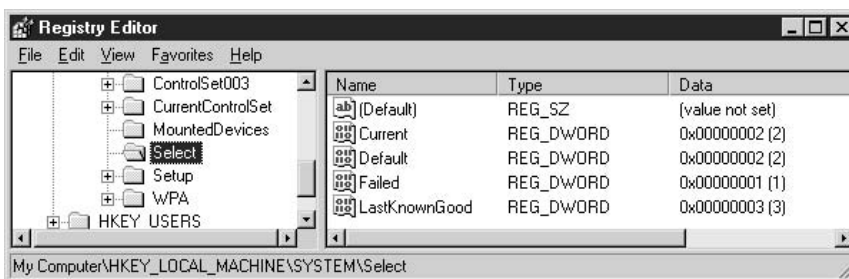 Registry Editor
File Edit View Favorites Help
ControlSet003
CurrentControlSet
MountedDevices
Select
Setup
WPA
HKEY_USERS
Name Type Data
ab (Default) REG_SZ (value not set)
Current REG_DWORD 0x00000002 (2)
Default REG_DWORD 0x00000002 (2)
Failed REG_DWORD 0x00000001 (1)
LastKnownGood REG_DWORD 0x00000003 (3)
My Computer\HKEY_LOCAL_MACHINE\SYSTEM\Select